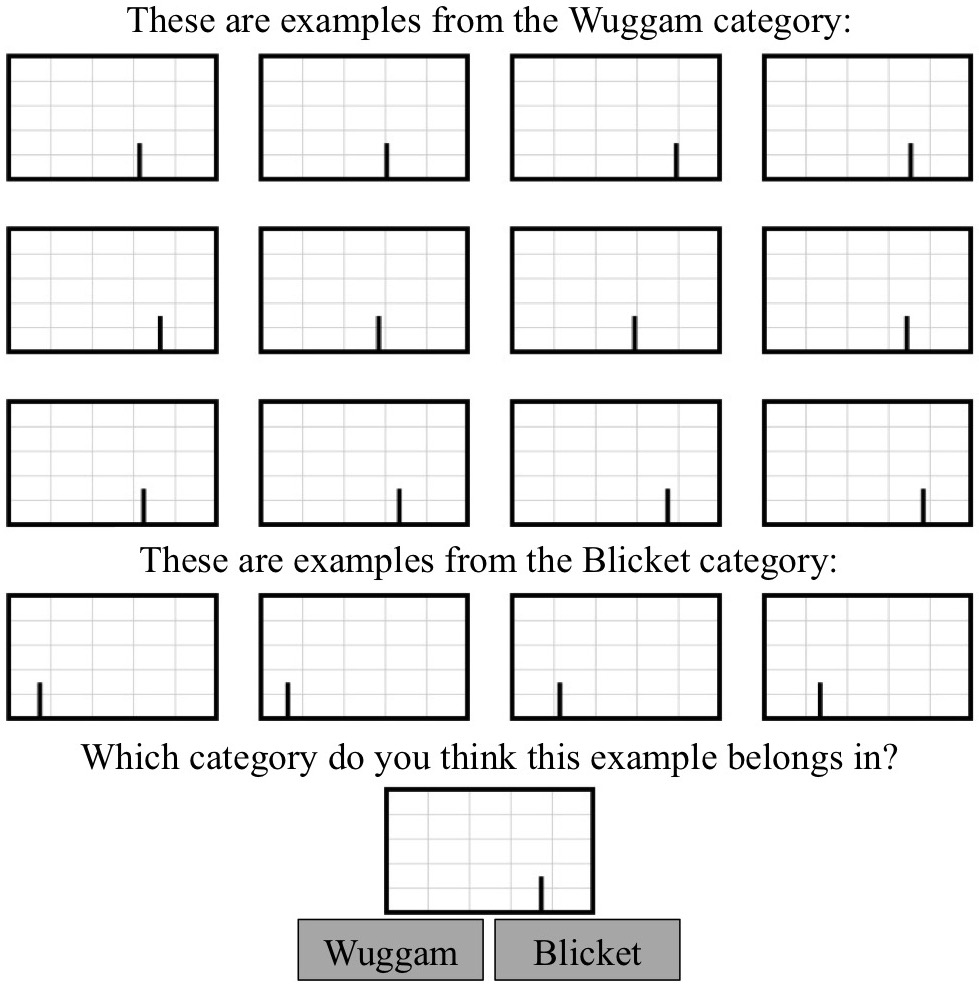 These are examples from the Wuggam category:
These are examples from the Blicket category:
Which category do you think this example belongs in?
Wuggam
Blicket